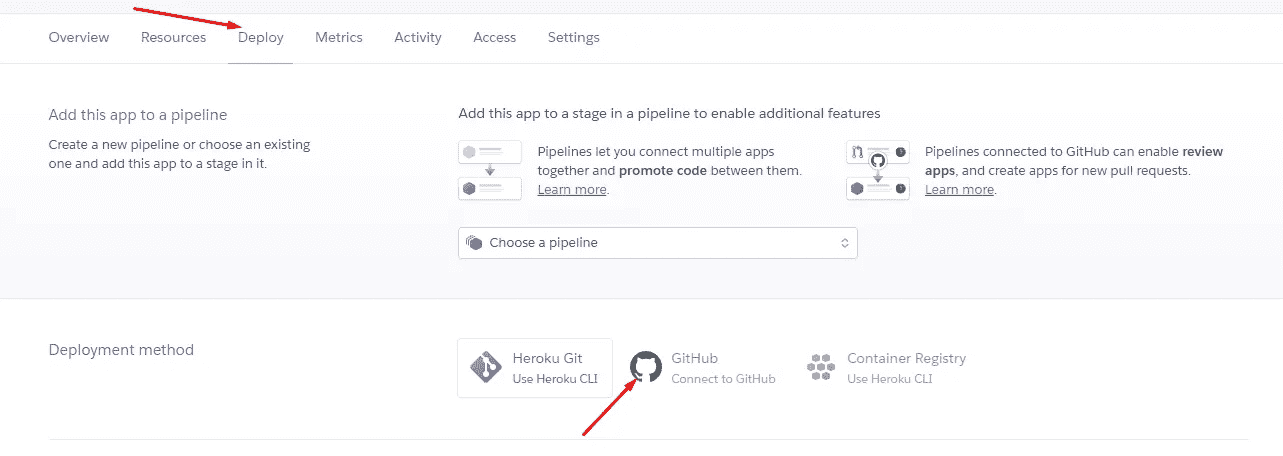 Overview Resources Deploy Metrics Activity Access Settings
Add this app to a pipeline
Create a new pipeline or choose an existing
one and add this app to a stage in it.
Add this app to a stage in a pipeline to enable additional features
Pipelines let you connect multiple apps
together and promote code between them.
Learn more.
Pipelines connected to GitHub can enable review
apps, and create apps for new pull requests.
Learn more.
Choose a pipeline
Deployment method
Heroku Git
Use Heroku CLI
GitHub
Connect to GitHub
Container Registry
Use Heroku CLI